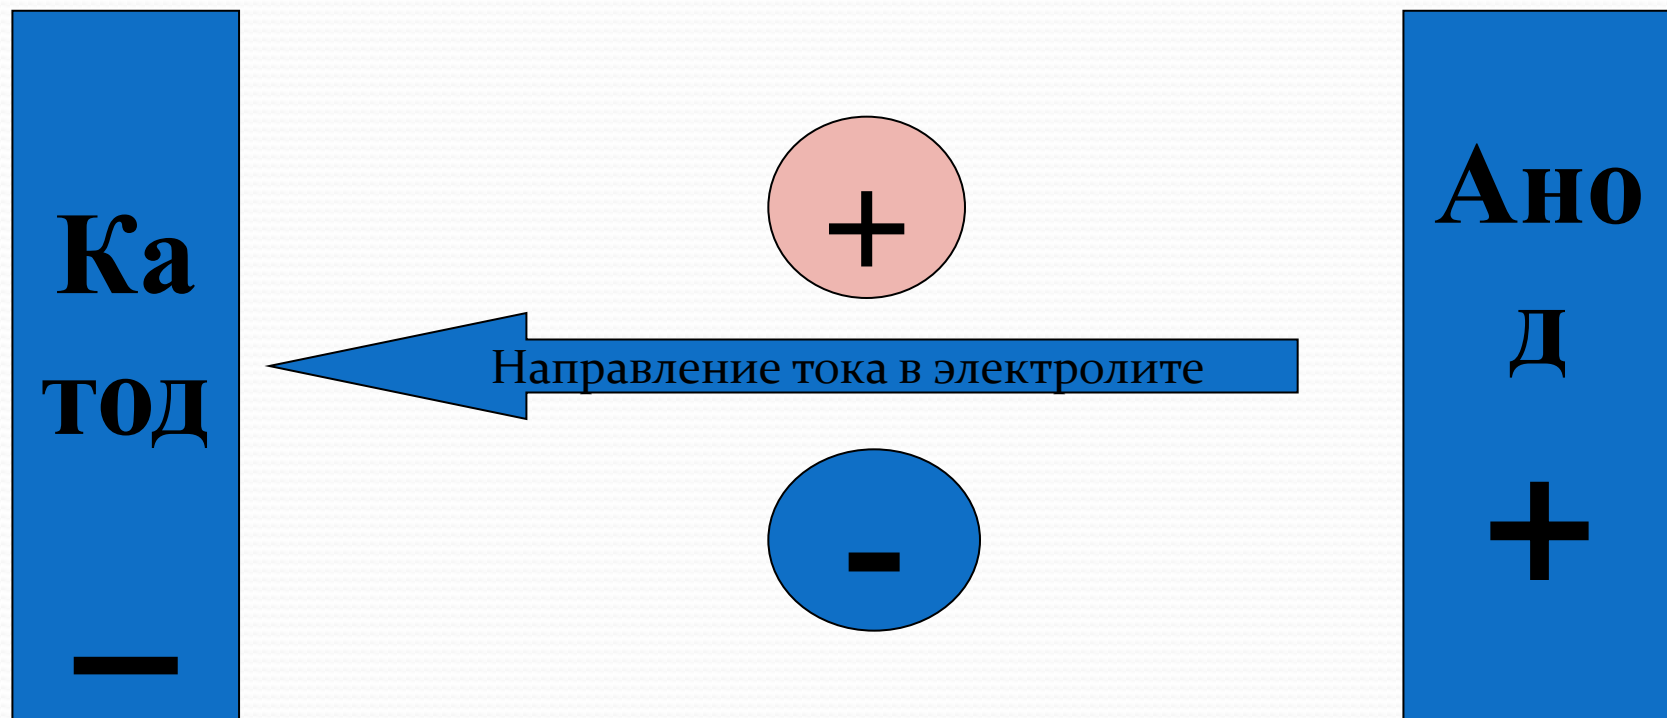 Ка
тод
–
+
Направление тока в электролите
-
Ано
д
+